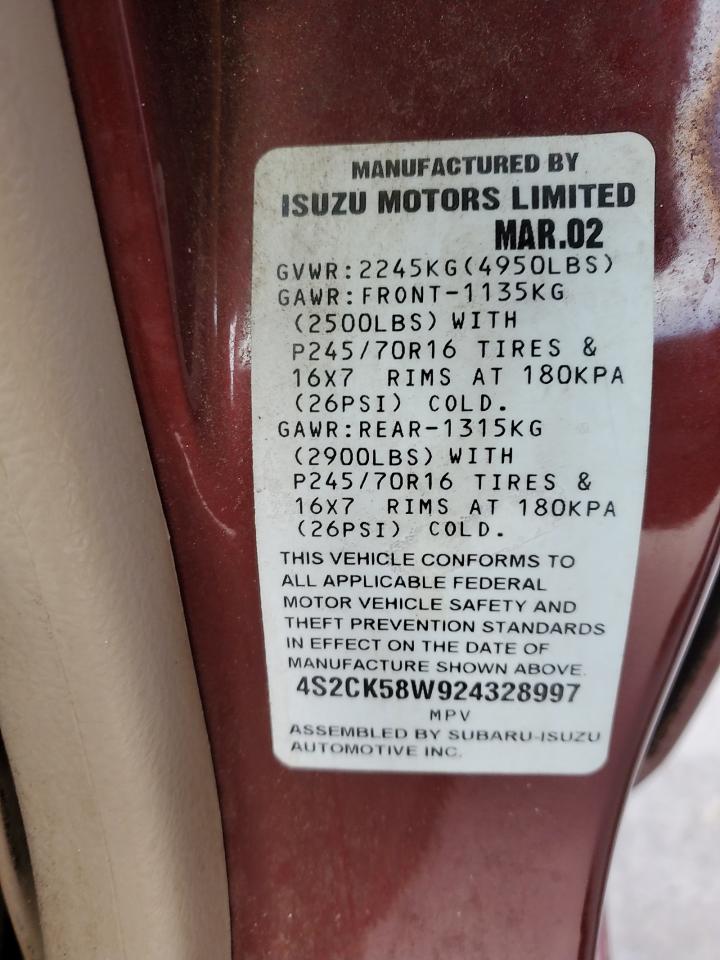 MANUFACTURED BY
ISUZU MOTORS LIMITED
MAR.02
GVWR:2245KG(4950LBS)
GAWR:FRONT-1135KG
(2500LBS) WITH
P245/70R16 TIRES &
16X7 RIMS AT 180KPA
(26PSI) COLD.
GAWR:REAR-1315KG
(2900LBS) WITH
P245/70R16 TIRES &
16X7 RIMS AT 180KPA
(26PSI) COLD.
THIS VEHICLE CONFORMS TO
ALL APPLICABLE FEDERAL
MOTOR VEHICLE SAFETY AND
THEFT PREVENTION STANDARDS
IN EFFECT ON THE DATE OF
MANUFACTURE SHOWN ABOVE.
4S2CK58W924328997
MPV
ASSEMBLED BY SUBARU-ISUZU
AUTOMOTIVE INC.